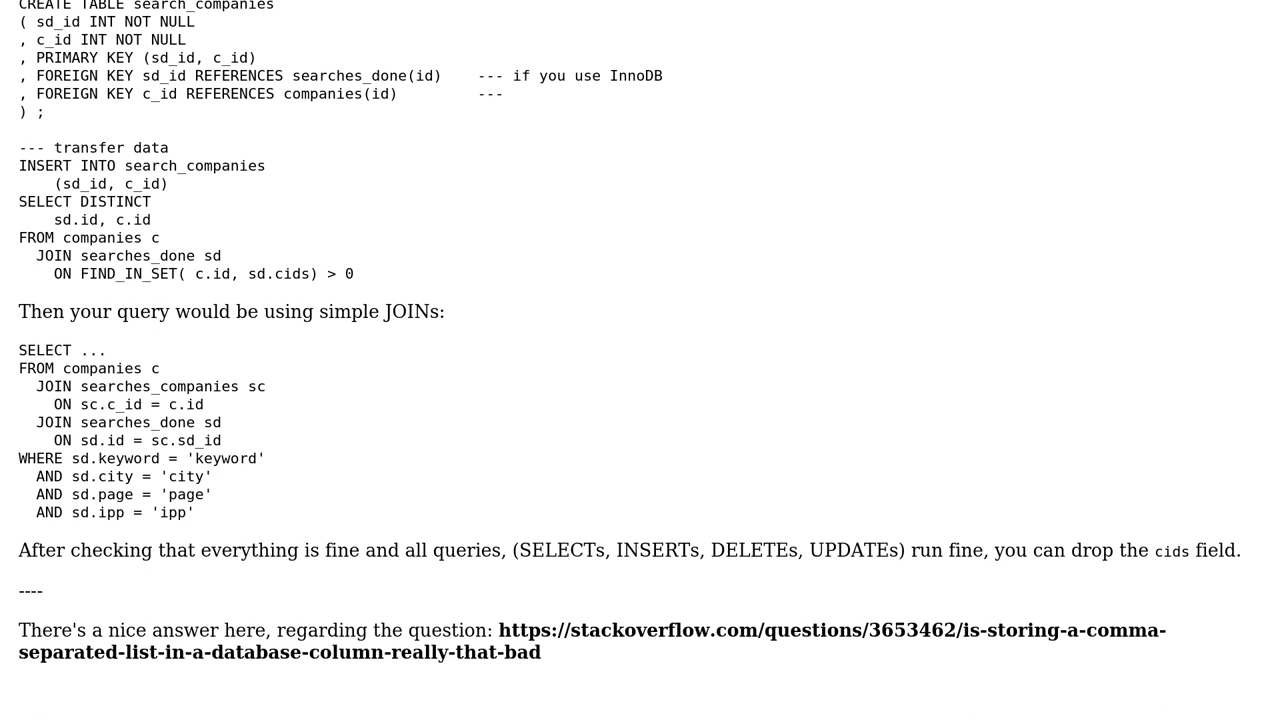 CREATE TABLE search_companies
( sd_id INT NOT NULL
, c_id INT NOT NULL
, PRIMARY KEY (sd_id, c_id)
, FOREIGN KEY sd_id REFERENCES searches_done(id)    --- if you use InnoDB
, FOREIGN KEY c_id REFERENCES companies(id)         ---
) ;

--- transfer data
INSERT INTO search_companies
    (sd_id, c_id)
SELECT DISTINCT
    sd.id, c.id
FROM companies c
  JOIN searches_done sd
    ON FIND_IN_SET( c.id, sd.cids) > 0

Then your query would be using simple JOINs:

SELECT ...
FROM companies c
  JOIN searches_companies sc
    ON sc.c_id = c.id
  JOIN searches_done sd
    ON sd.id = sc.sd_id
WHERE sd.keyword = 'keyword'
  AND sd.city = 'city'
  AND sd.page = 'page'
  AND sd.ipp = 'ipp'

After checking that everything is fine and all queries, (SELECTs, INSERTs, DELETEs, UPDATEs) run fine, you can drop the cids field.

----

There's a nice answer here, regarding the question: https://stackoverflow.com/questions/3653462/is-storing-a-comma-
separated-list-in-a-database-column-really-that-bad